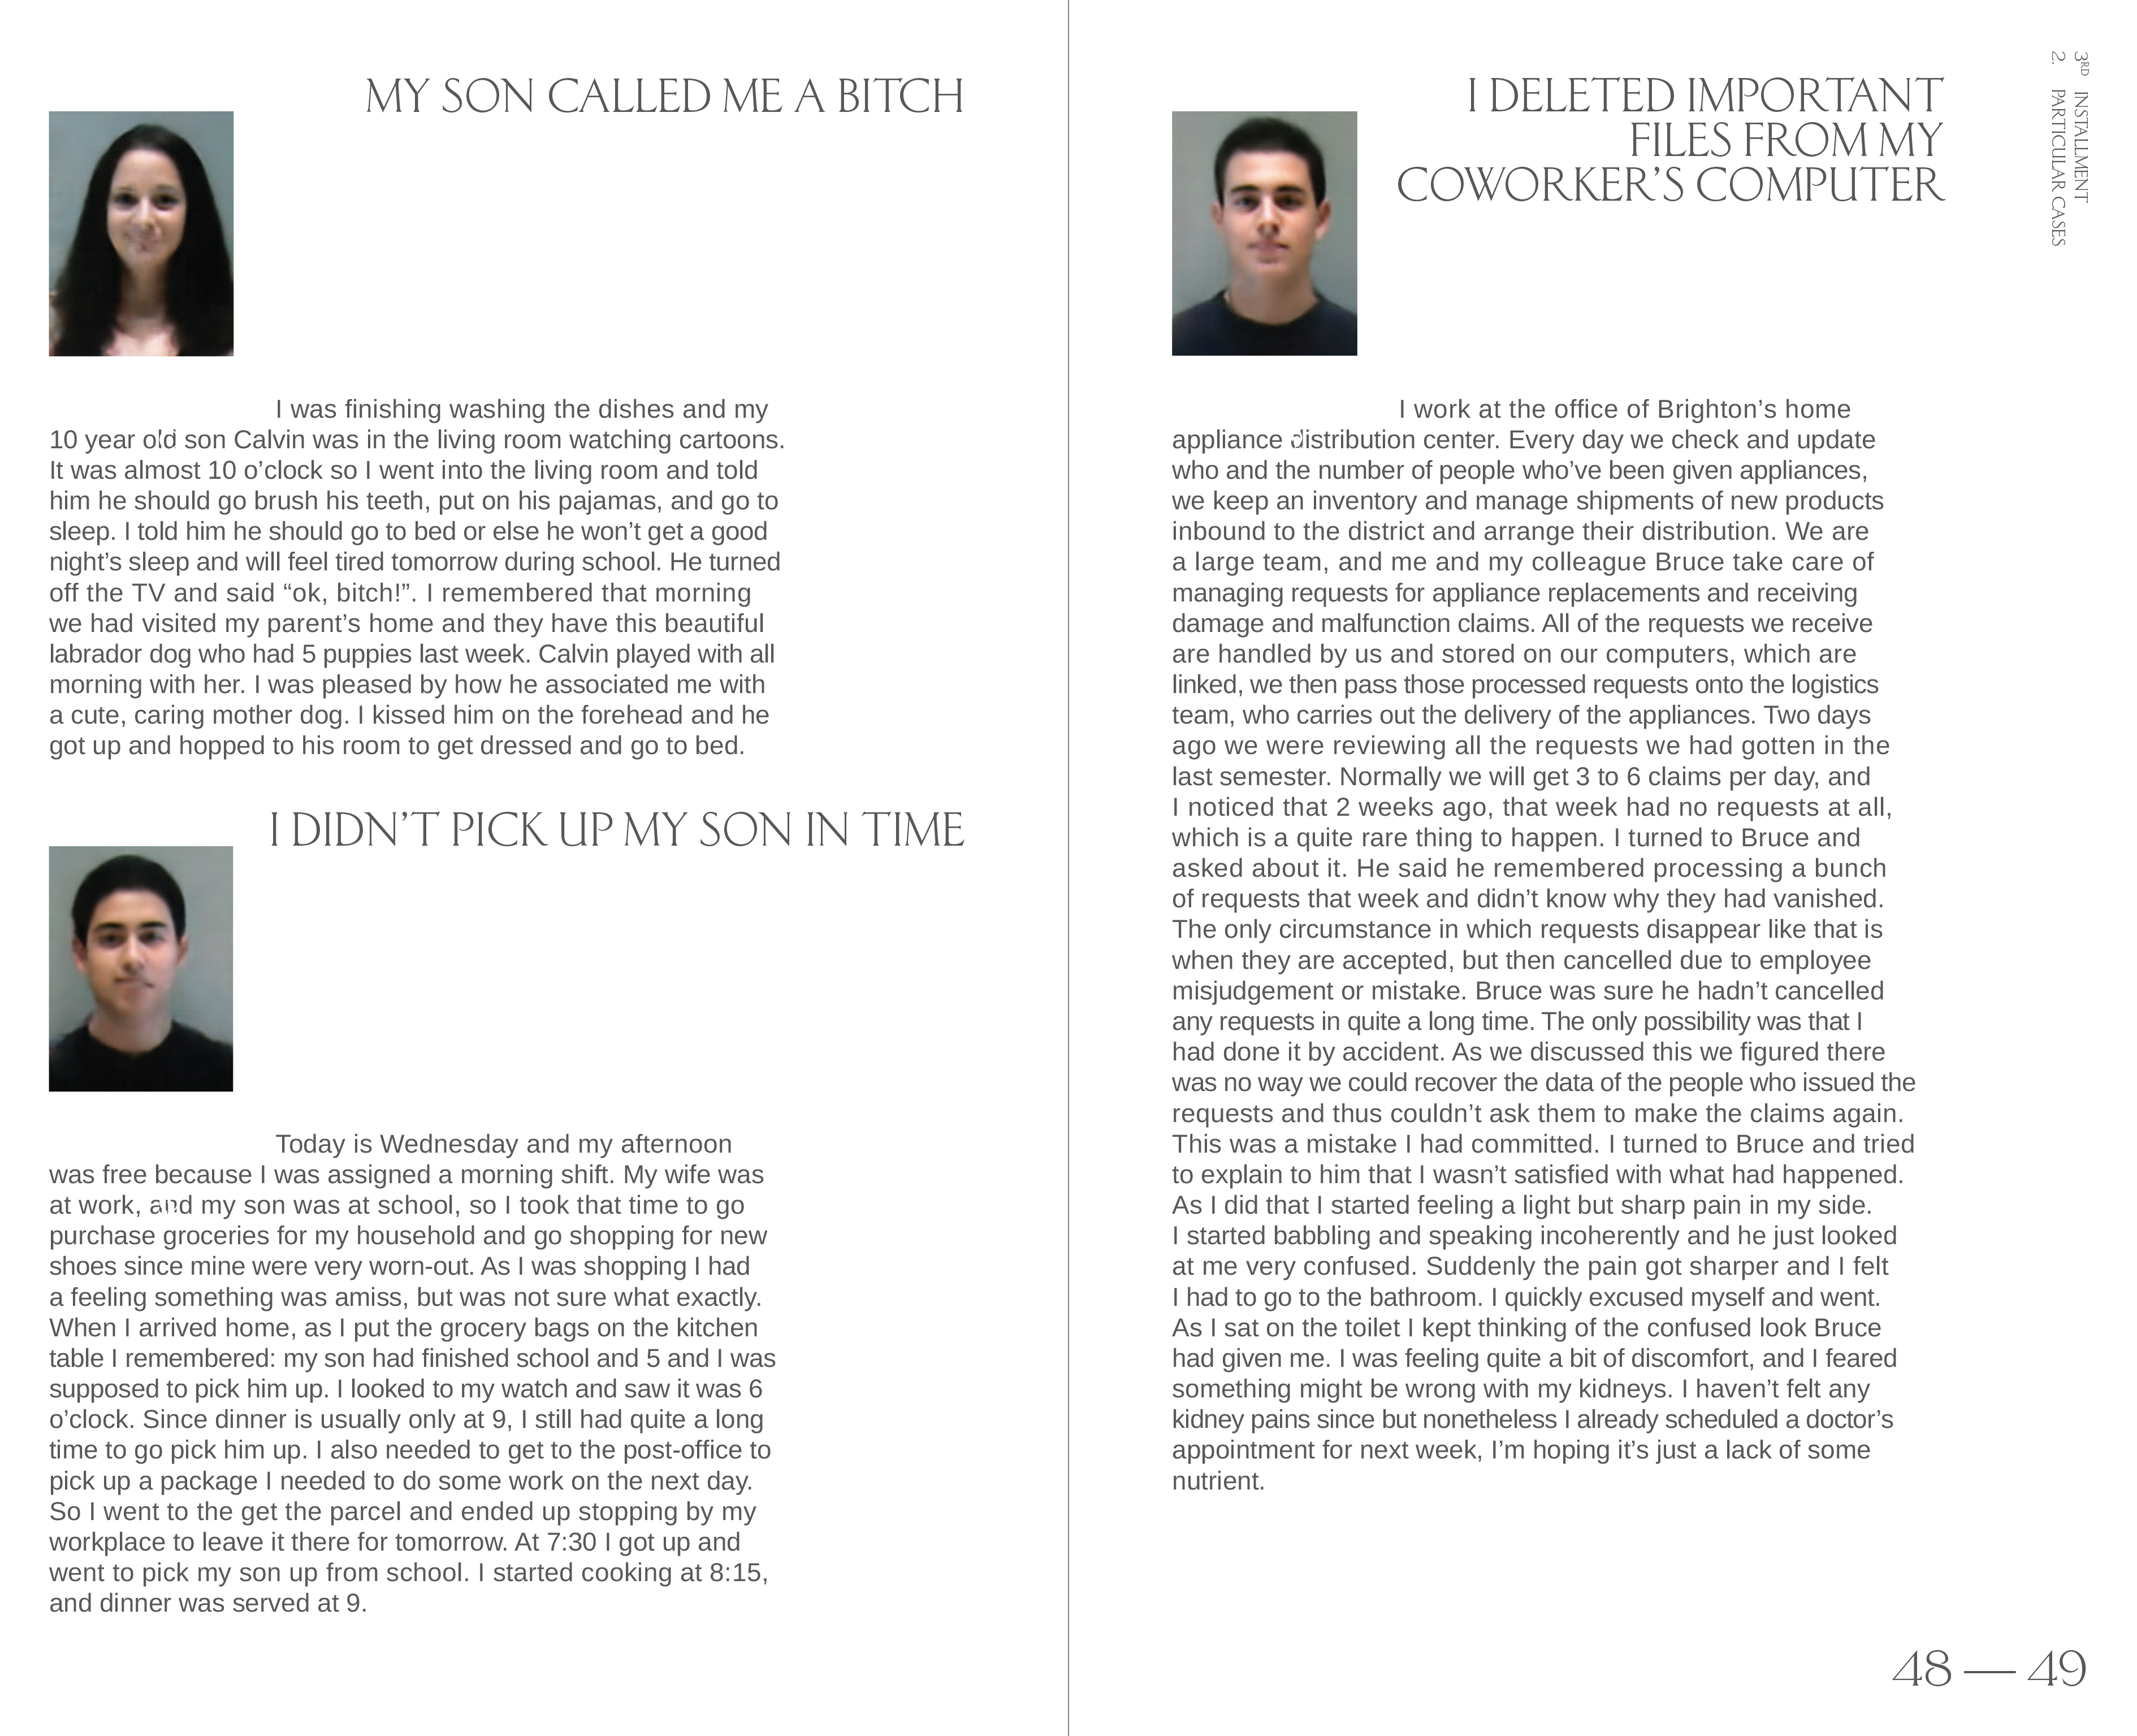 MY SON CALLED ME A BITCH
I was finishing washing the dishes and my
10 year old son Calvin was in the living room watching cartoons.
It was almost 10 o’clock so I went into the living room and told
him he should go brush his teeth, put on his pajamas, and go to
sleep. I told him he should go to bed or else he won’t get a good
night’s sleep and will feel tired tomorrow during school. He turned
off the TV and said “ok, bitch!”. I remembered that morning
we had visited my parent’s home and they have this beautiful
labrador dog who had 5 puppies last week. Calvin played with all
morning with her. I was pleased by how he associated me with
a cute, caring mother dog. I kissed him on the forehead and he
got up and hopped to his room to get dressed and go to bed.
I DIDN’T PICK UP MY SON IN TIME
Today is Wednesday and my afternoon
was free because I was assigned a morning shift. My wife was
at work, and my son was at school, so I took that time to go
purchase groceries for my household and go shopping for new
shoes since mine were very worn-out. As I was shopping I had
a feeling something was amiss, but was not sure what exactly.
When I arrived home, as I put the grocery bags on the kitchen
table I remembered: my son had finished school and 5 and I was
supposed to pick him up. I looked to my watch and saw it was 6
o’clock. Since dinner is usually only at 9, I still had quite a long
time to go pick him up. I also needed to get to the post-office to
pick up a package I needed to do some work on the next day.
So I went to the get the parcel and ended up stopping by my
workplace to leave it there for tomorrow. At 7:30 I got up and
went to pick my son up from school. I started cooking at 8:15,
and dinner was served at 9.
I DELETED IMPORTANT
FILES FROM MY
COWORKER’S COMPUTER
I work at the office of Brighton’s home
appliance distribution center. Every day we check and update
who and the number of people who’ve been given appliances,
we keep an inventory and manage shipments of new products
inbound to the district and arrange their distribution. We are
a large team, and me and my colleague Bruce take care of
managing requests for appliance replacements and receiving
damage and malfunction claims. All of the requests we receive
are handled by us and stored on our computers, which are
linked, we then pass those processed requests onto the logistics
team, who carries out the delivery of the appliances. Two days
ago we were reviewing all the requests we had gotten in the
last semester. Normally we will get 3 to 6 claims per day, and
I noticed that 2 weeks ago, that week had no requests at all,
which is a quite rare thing to happen. I turned to Bruce and
asked about it. He said he remembered processing a bunch
of requests that week and didn’t know why they had vanished.
The only circumstance in which requests disappear like that is
when they are accepted, but then cancelled due to employee
misjudgement or mistake. Bruce was sure he hadn’t cancelled
any requests in quite a long time. The only possibility was that I
had done it by accident. As we discussed this we figured there
was no way we could recover the data of the people who issued the
requests and thus couldn’t ask them to make the claims again.
This was a mistake I had committed. I turned to Bruce and tried
to explain to him that I wasn’t satisfied with what had happened.
As I did that I started feeling a light but sharp pain in my side.
I started babbling and speaking incoherently and he just looked
at me very confused. Suddenly the pain got sharper and I felt
I had to go to the bathroom. I quickly excused myself and went.
As I sat on the toilet I kept thinking of the confused look Bruce
had given me. I was feeling quite a bit of discomfort, and I feared
something might be wrong with my kidneys. I haven’t felt any
kidney pains since but nonetheless I already scheduled a doctor’s
appointment for next week, I’m hoping it’s just a lack of some
nutrient.
3RD INSTALLMENT
2. PARTICULAR CASES
48 — 49